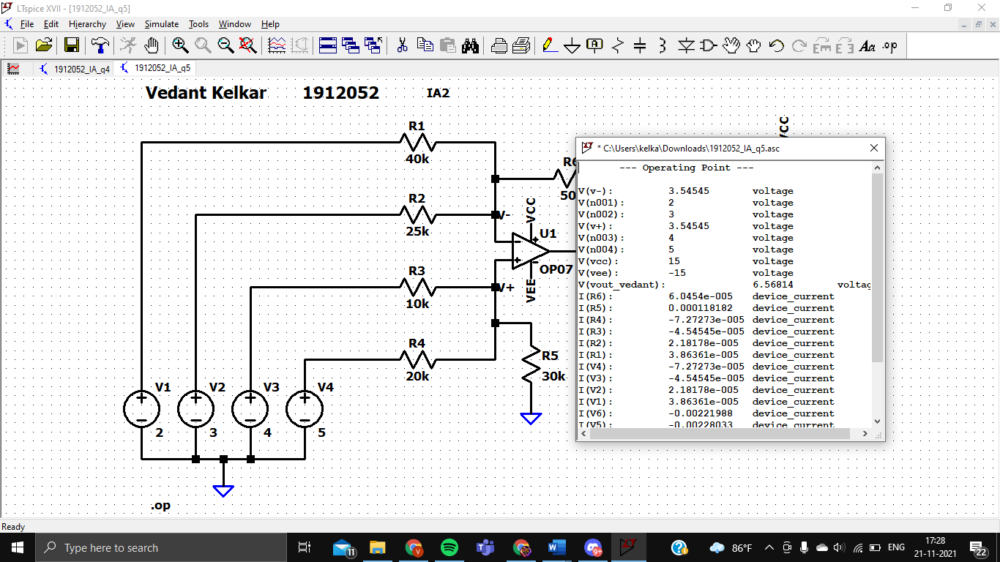 LTspice XVII - [1912052_IA_q5]
File Edit Hierarchy View Simulate Tools Window Help
.op
1912_052_IA_q4 1912052_IA_q5
Vedant Kelkar 1912052 IA2
VCC
R1
40k
R6
50
R2
25k
V-
VCC
U1
OP07
VEE
R3
10k
V+
R4
20k
R5
30k
V1 V2 V3 V4
2 3 4 5
.op
* C:\Users\kelka\Downloads\1912052_IA_q5.asc
--- Operating Point ---
V(v-): 3.54545 voltage
V(n001): 2 voltage
V(n002): 3 voltage
V(v+): 3.54545 voltage
V(n003): 4 voltage
V(n004): 5 voltage
V(vcc): 15 voltage
V(vee): -15 voltage
V(vout_vedant): 6.56814
I(R6): 6.0454e-005 device_current
I(R5): 0.000118182 device_current
I(R4): -7.27273e-005 device_current
I(R3): -4.54545e-005 device_current
I(R2): 2.18178e-005 device_current
I(R1): 3.86361e-005 device_current
I(V4): -7.27273e-005 device_current
I(V3): -4.54545e-005 device_current
I(V2): 2.18178e-005 device_current
I(V1): 3.86361e-005 device_current
I(V6): -0.00221988 device_current
I(V5): -0.00228033 device_current
Ready
Type here to search
11
9+
86°F
ENG
17:28
21-11-2021
22